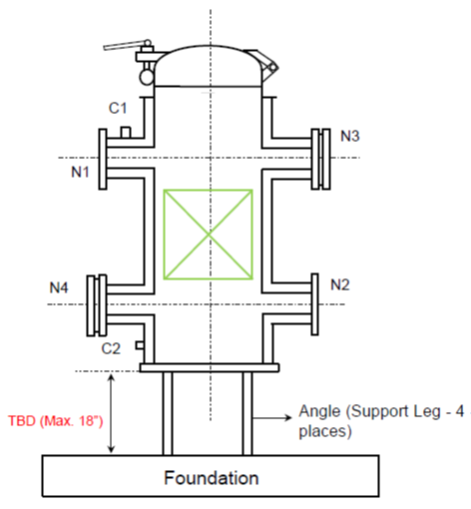 C1
N3
N1
N4
N2
C2
TBD (Max. 18")
Angle (Support Leg - 4
places)
Foundation